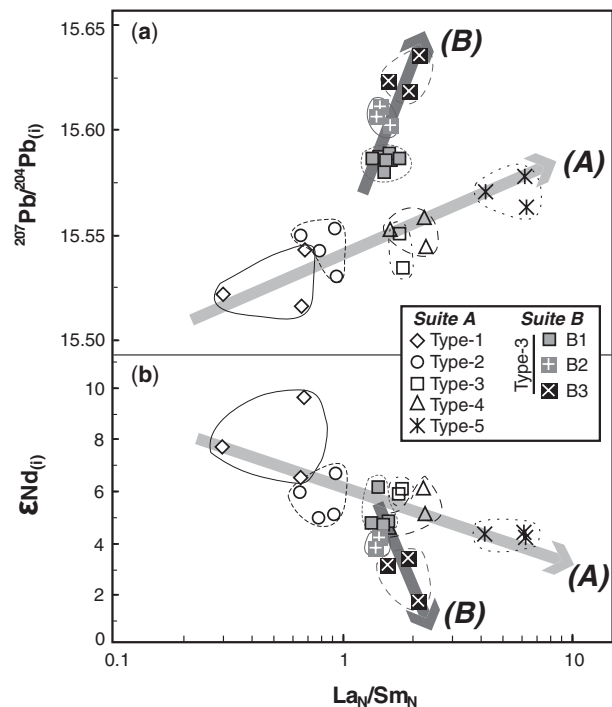 (a)
(B)
(A)
15.65
15.60
15.55
15.50
²⁰⁷Pb/²⁰⁴Pb(i)
Suite A
Type-1
Type-2
Type-3
Type-4
Type-5
Suite B
Type-3
B1
B2
B3
(b)
10
8
6
4
2
0
εNd(i)
(A)
(B)
0.1 1 10
LaN/SmN